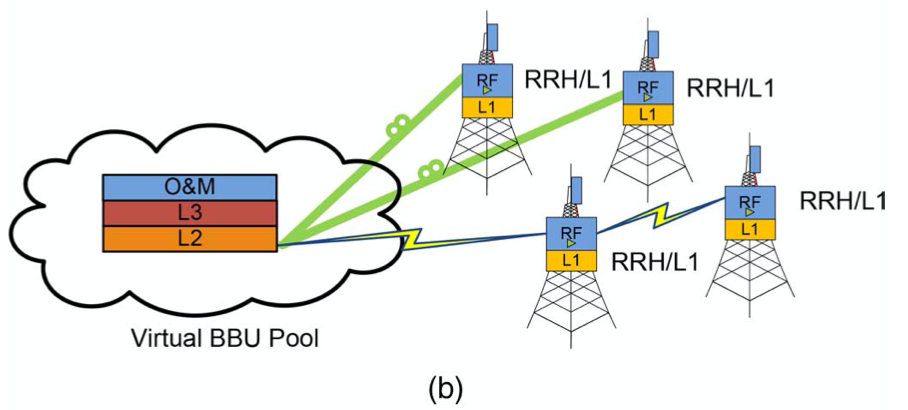 RF
L1
RRH/L1
RF
L1
RRH/L1
O&M
L3
L2
RF
L1
RRH/L1
RF
L1
RRH/L1
Virtual BBU Pool
(b)